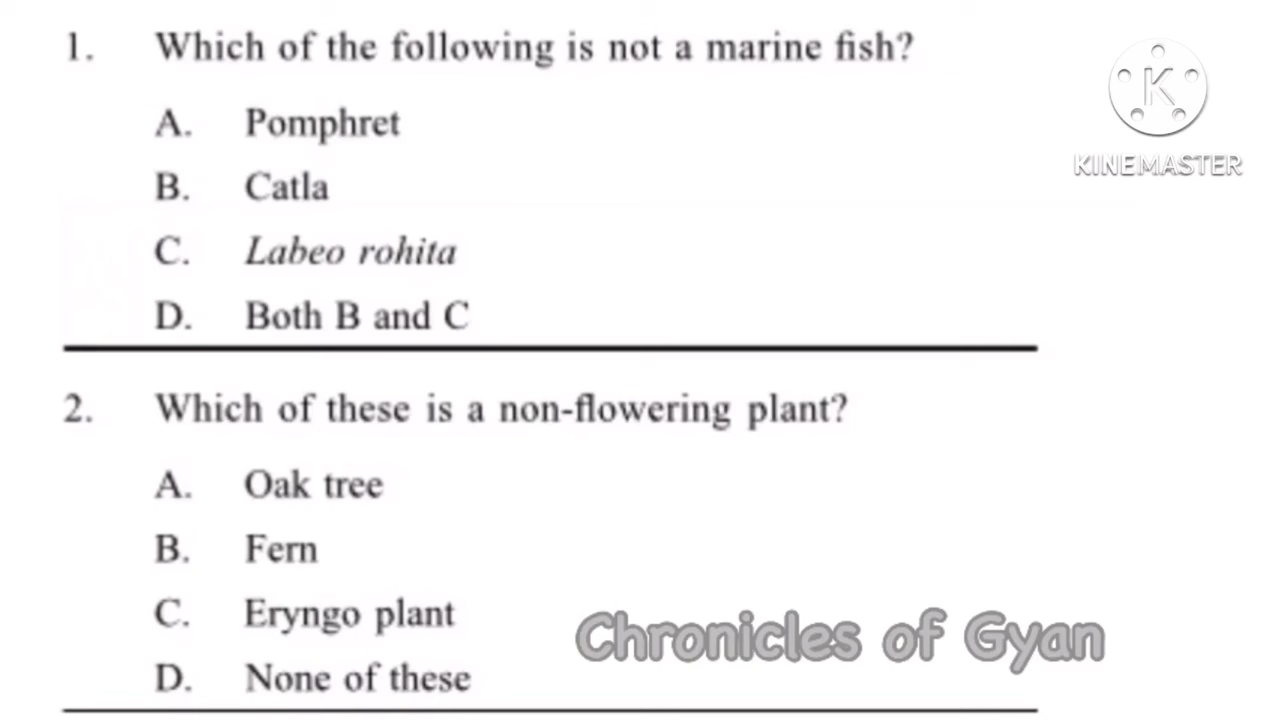 1. Which of the following is not a marine fish?
A. Pomphret
B. Catla
C. Labeo rohita
D. Both B and C
K
KINEMASTER
2. Which of these is a non-flowering plant?
A. Oak tree
B. Fern
C. Eryngo plant
D. None of these
Chronicles of Gyan